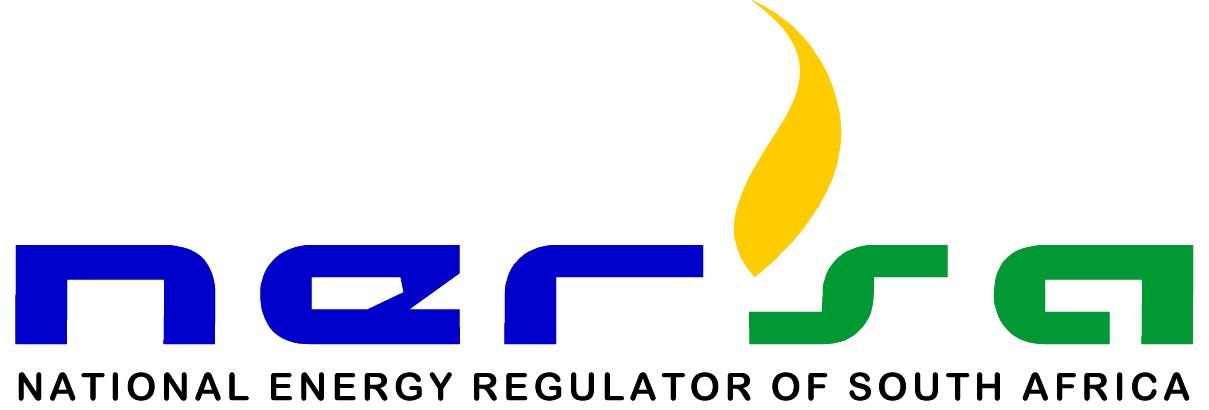 nersa
NATIONAL ENERGY REGULATOR OF SOUTH AFRICA